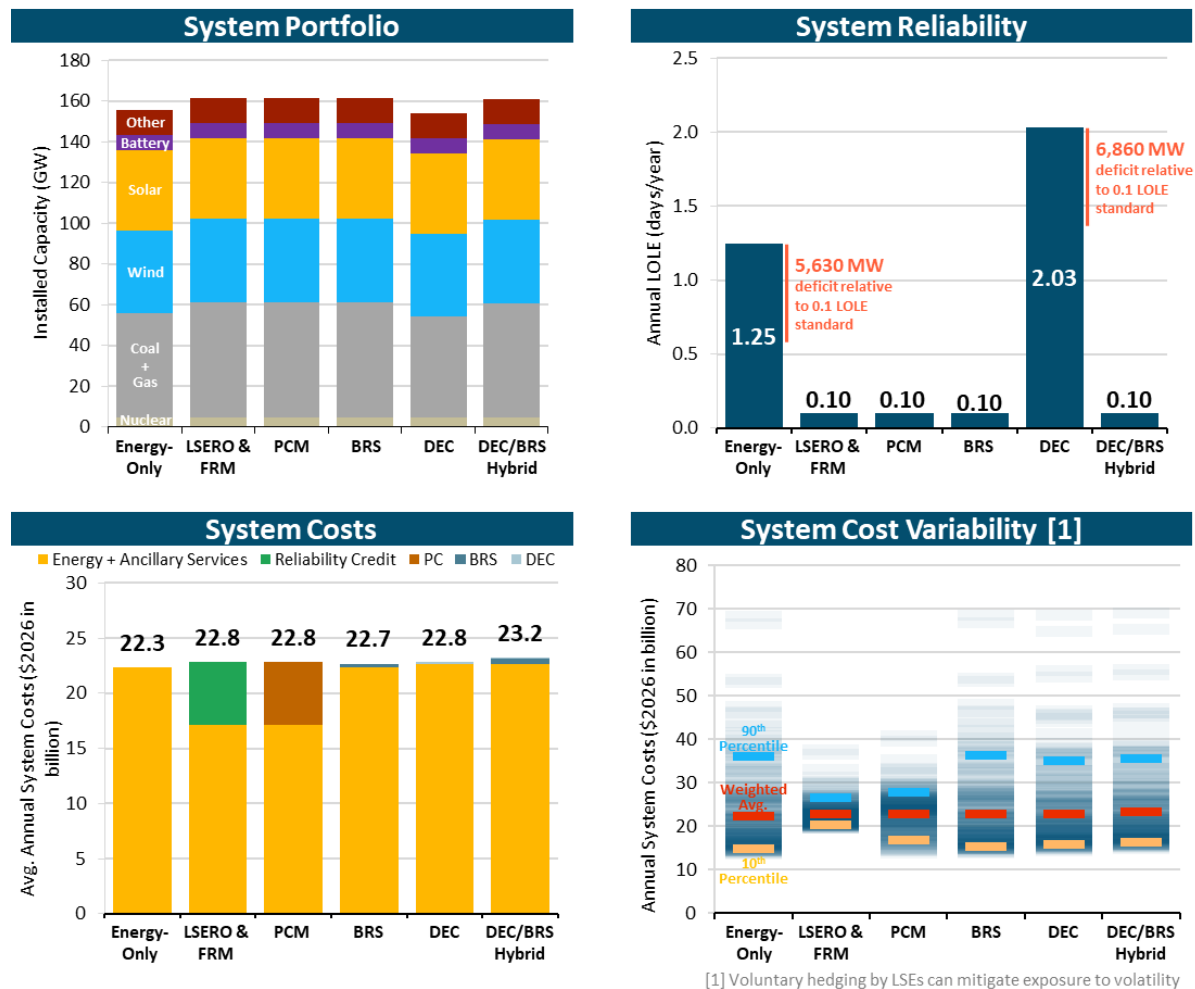 System Portfolio
Installed Capacity (GW)
180
160
140
120
100
80
60
40
20
0
Other
Battery
Solar
Wind
Coal
+
Gas
Nuclear
Energy-
Only
LSERO &
FRM
PCM
BRS
DEC
DEC/BRS
Hybrid
System Reliability
Annual LOLE (days/year)
2.5
2.0
1.5
1.0
0.5
0.0
1.25
5,630 MW
deficit relative
to 0.1 LOLE
standard
0.10
0.10
0.10
2.03
6,860 MW
deficit relative
to 0.1 LOLE
standard
0.10
Energy-
Only
LSERO &
FRM
PCM
BRS
DEC
DEC/BRS
Hybrid
System Costs
Energy + Ancillary Services
Reliability Credit
PC
BRS
DEC
Avg. Annual System Costs ($2026 in
billion)
30
25
20
15
10
5
0
22.3
22.8
22.8
22.7
22.8
23.2
Energy-
Only
LSERO &
FRM
PCM
BRS
DEC
DEC/BRS
Hybrid
System Cost Variability [1]
Annual System Costs ($2026 in billion)
80
70
60
50
40
30
20
10
0
90th
Percentile
Weighted
Avg.
10th
Percentile
Energy-
Only
LSERO &
FRM
PCM
BRS
DEC
DEC/BRS
Hybrid
[1] Voluntary hedging by LSEs can mitigate exposure to volatility